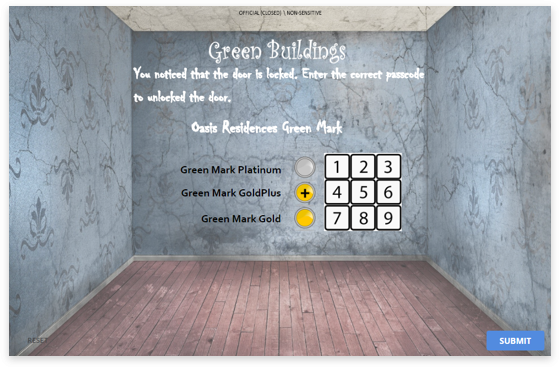 OFFICIAL (CLOSED) \ NON-SENSITIVE
Green Buildings
You noticed that the door is locked. Enter the correct passcode
to unlocked the door.
Oasis Residences Green Mark
Green Mark Platinum
1 2 3
Green Mark GoldPlus
+
4 5 6
Green Mark Gold
7 8 9
RESET
SUBMIT